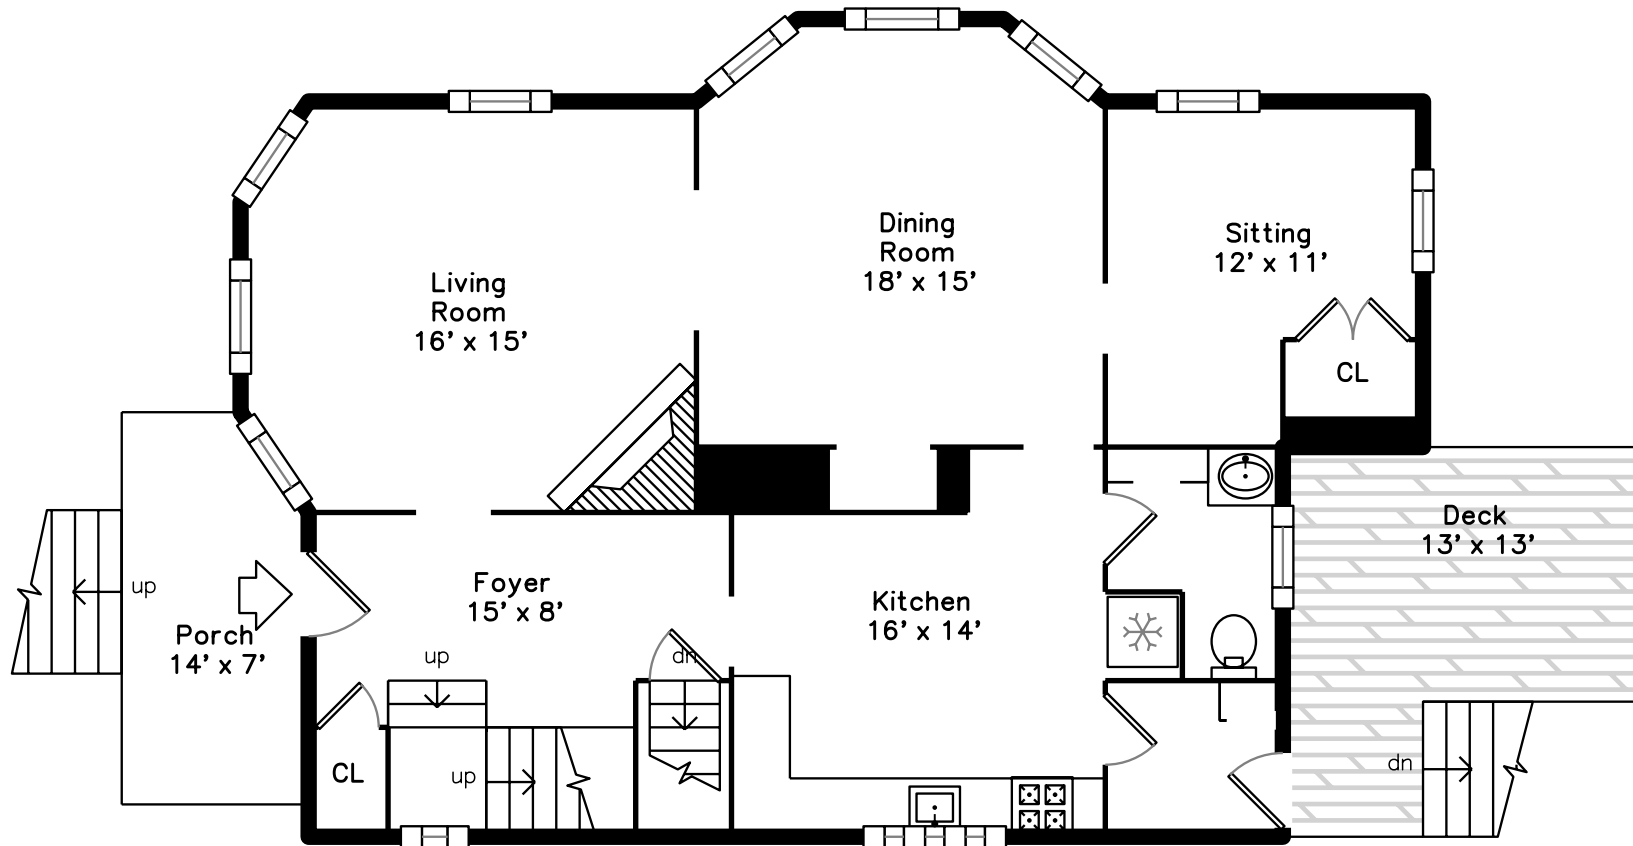 Dining
Room
18' x 15'
Sitting
12' x 11'
Living
Room
16' x 15'
CL
Deck
13' x 13'
up
Foyer
15' x 8'
Kitchen
16' x 14'
Porch
14' x 7'
up
dn
CL
up
dn